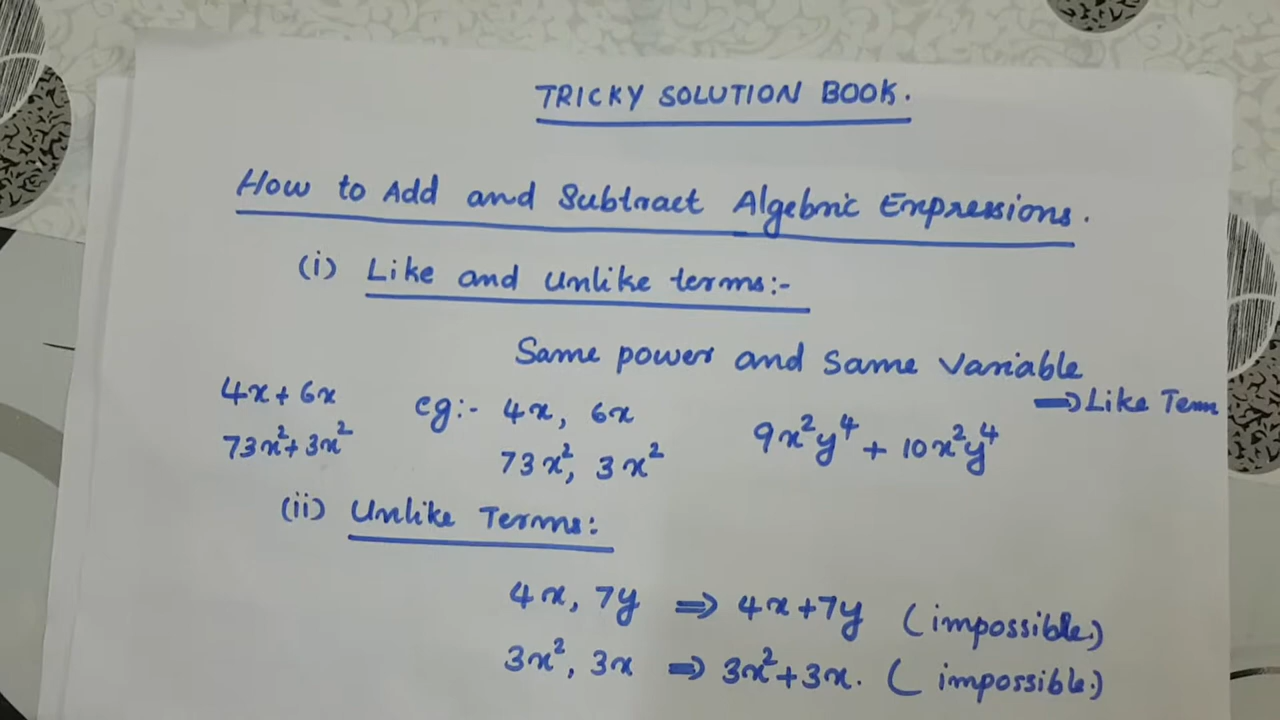 TRICKY SOLUTION BOOK.
How to Add and Subtract Algebric Expressions.
(i) Like and Unlike terms:-
Same power and same variable
⇒ Like Term
4x + 6x eg:- 4x, 6x 9x²y⁴ + 10x²y⁴
73x² + 3x² 73x², 3x²
(ii) Unlike Terms:
4x, 7y ⇒ 4x+7y (impossible.)
3x², 3x ⇒ 3x²+3x. (impossible.)